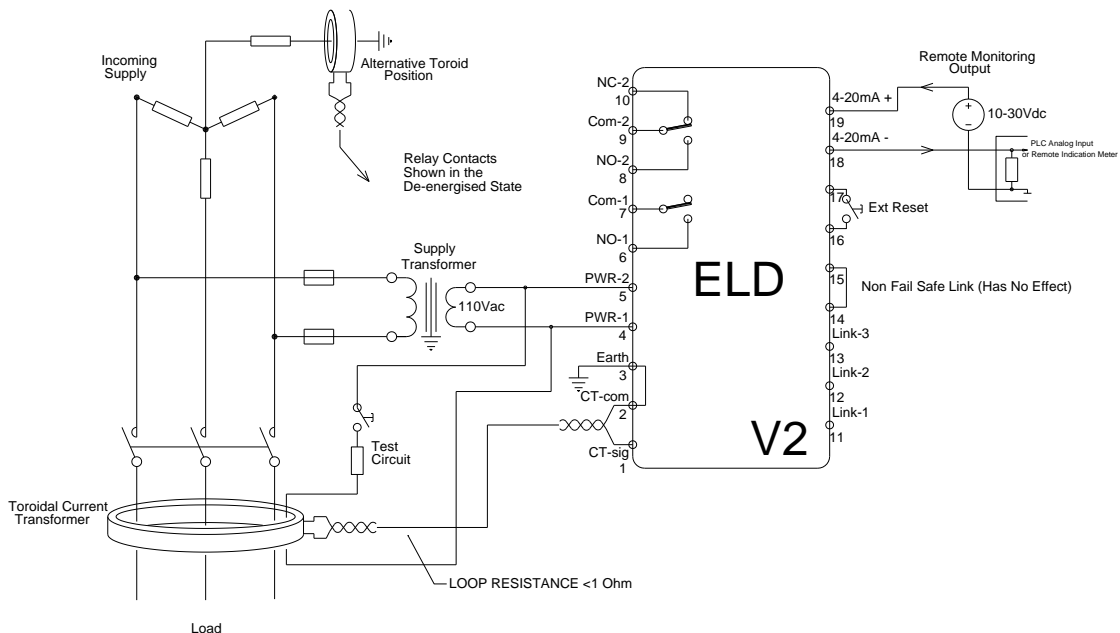 Incoming
Supply
Alternative Toroid
Position
Relay Contacts
Shown in the
De-energised State
Supply
Transformer
110Vac
Test
Circuit
Toroidal Current
Transformer
LOOP RESISTANCE <1 Ohm
Load
NC-2
10
Com-2
9
NO-2
8
Com-1
7
NO-1
6
PWR-2
5
PWR-1
4
Earth
3
CT-com
2
CT-sig
1
ELD
V2
4-20mA +
19
4-20mA -
18
17
16
15
14
Link-3
13
Link-2
12
Link-1
11
Remote Monitoring
Output
10-30Vdc
PLC Analog Input
or Remote Indication Meter
Ext Reset
Non Fail Safe Link (Has No Effect)